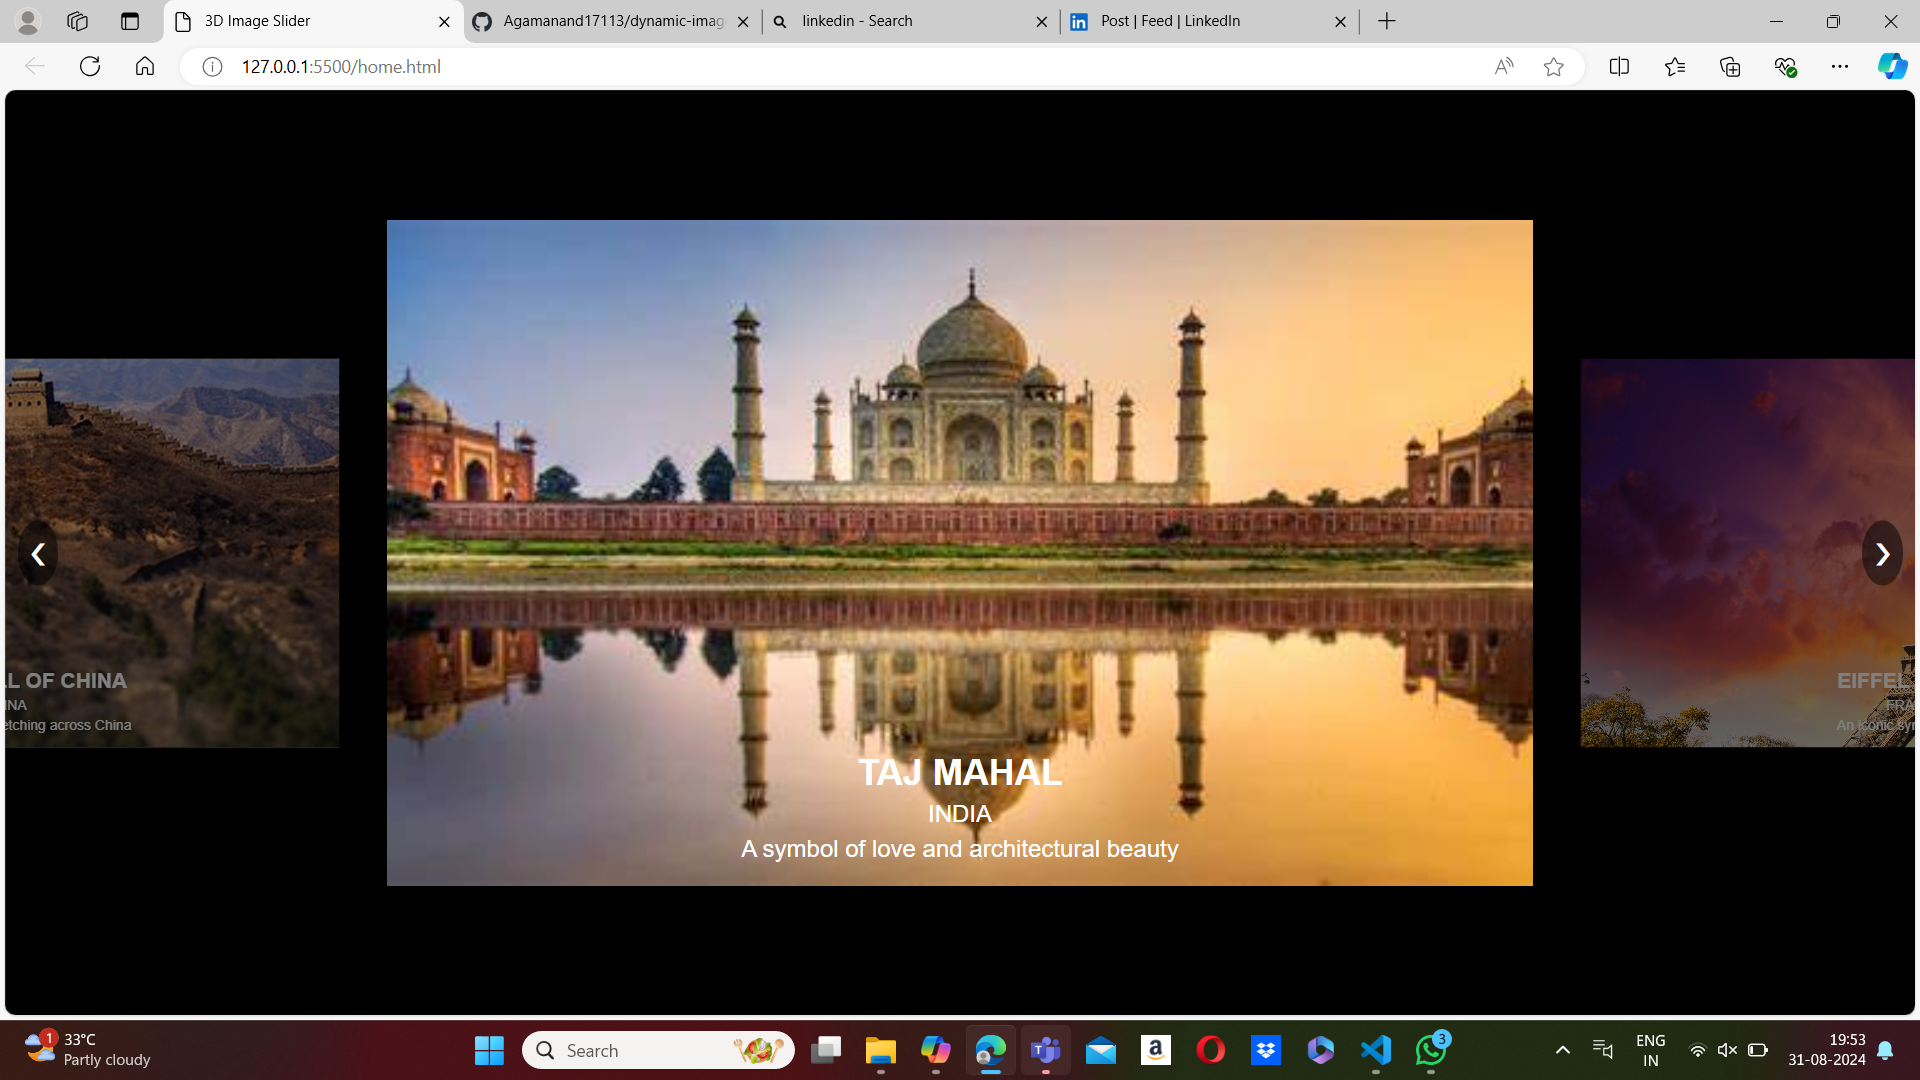 3D Image Slider
Agamanand17113/dynamic-imag
linkedin - Search
Post | Feed | LinkedIn
127.0.0.1:5500/home.html
LL OF CHINA
INA
etching across China
TAJ MAHAL
INDIA
A symbol of love and architectural beauty
EIFFEL
FRA
An iconic sy
1
33°C
Partly cloudy
Search
3
ENG
IN
19:53
31-08-2024